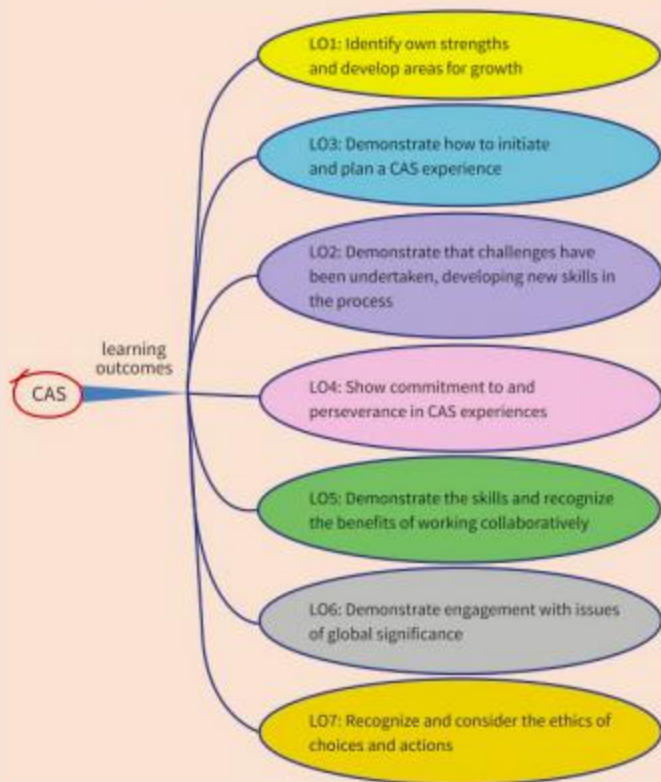 LO1: Identify own strengths
and develop areas for growth
LO3: Demonstrate how to initiate
and plan a CAS experience
LO2: Demonstrate that challenges have
been undertaken, developing new skills in
the process
learning
outcomes
CAS
LO4: Show commitment to and
perseverance in CAS experiences
LO5: Demonstrate the skills and recognize
the benefits of working collaboratively
LO6: Demonstrate engagement with issues
of global significance
LO7: Recognize and consider the ethics of
choices and actions